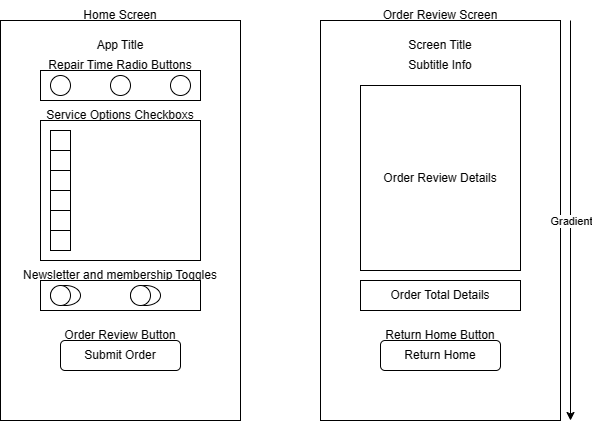 Home Screen
App Title
Repair Time Radio Buttons
Service Options Checkboxs
Newsletter and membership Toggles
Order Review Button
Submit Order
Order Review Screen
Screen Title
Subtitle Info
Order Review Details
Order Total Details
Return Home Button
Return Home
Gradient